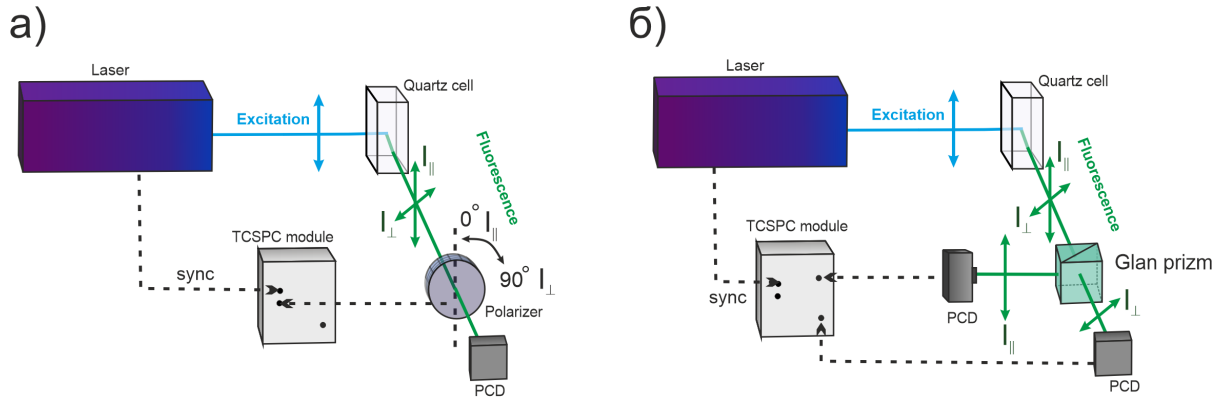 а)
Laser
Quartz cell
Excitation
Fluorescence
I||
I⊥
0° I||
90° I⊥
TCSPC module
sync
Polarizer
PCD
б)
Laser
Quartz cell
Excitation
Fluorescence
I||
I⊥
TCSPC module
sync
Glan prizm
PCD
I||
I⊥
PCD